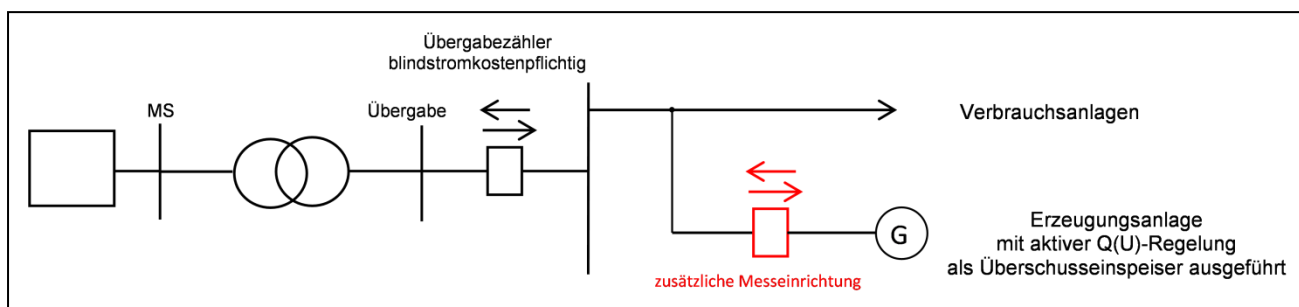 Übergabezähler
blindstromkostenpflichtig
MS
Übergabe
Verbrauchsanlagen
G
Erzeugungsanlage
mit aktiver Q(U)-Regelung
als Überschusseinspeiser ausgeführt
zusätzliche Messeinrichtung